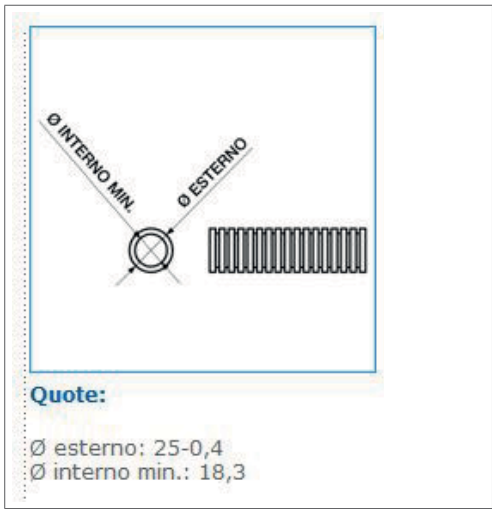 Ø INTERNO MIN.
Ø ESTERNO
Quote:
Ø esterno: 25-0,4
Ø interno min.: 18,3